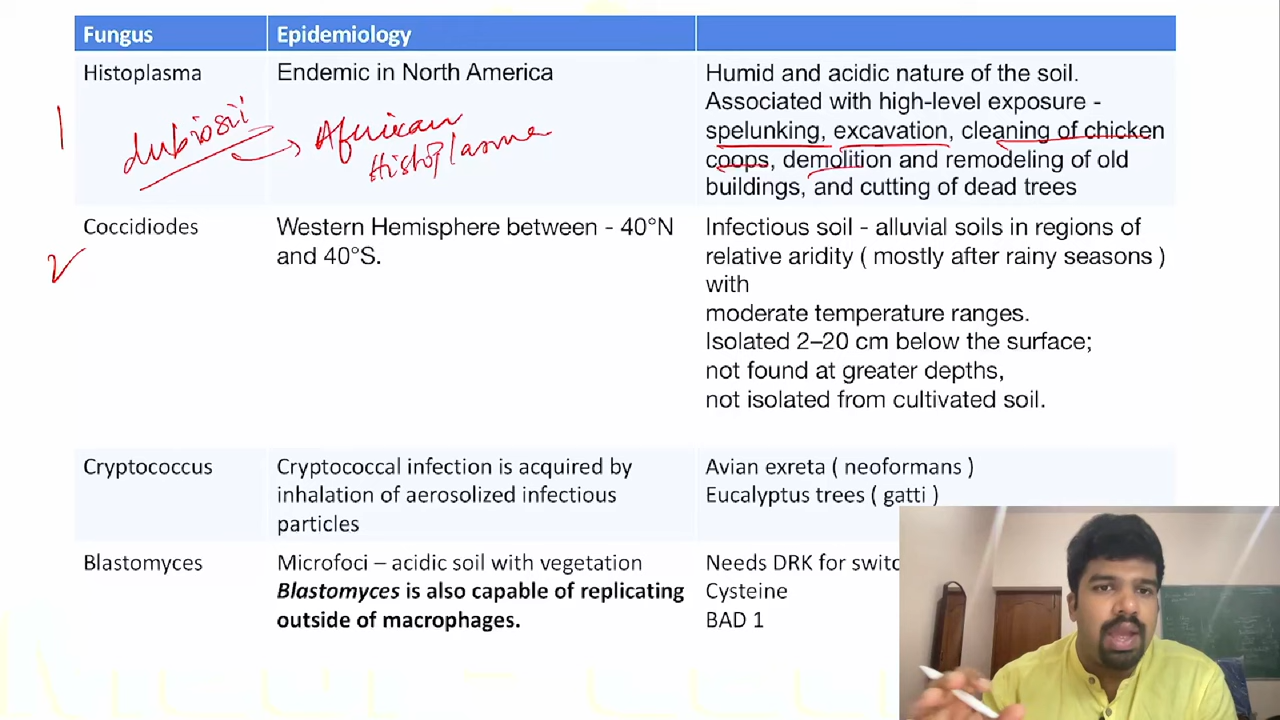 Fungus
Epidemiology
Histoplasma
Endemic in North America
Humid and acidic nature of the soil.
Associated with high-level exposure -
spelunking, excavation, cleaning of chicken
coops, demolition and remodeling of old
buildings, and cutting of dead trees
1
dubiosii
African
Histoplasma
Coccidiodes
Western Hemisphere between - 40°N
and 40°S.
Infectious soil - alluvial soils in regions of
relative aridity ( mostly after rainy seasons )
with
moderate temperature ranges.
Isolated 2–20 cm below the surface;
not found at greater depths,
not isolated from cultivated soil.
2
Cryptococcus
Cryptococcal infection is acquired by
inhalation of aerosolized infectious
particles
Avian exreta ( neoformans )
Eucalyptus trees ( gatti )
Blastomyces
Microfoci – acidic soil with vegetation
Blastomyces is also capable of replicating
outside of macrophages.
Needs DRK for switc
Cysteine
BAD 1